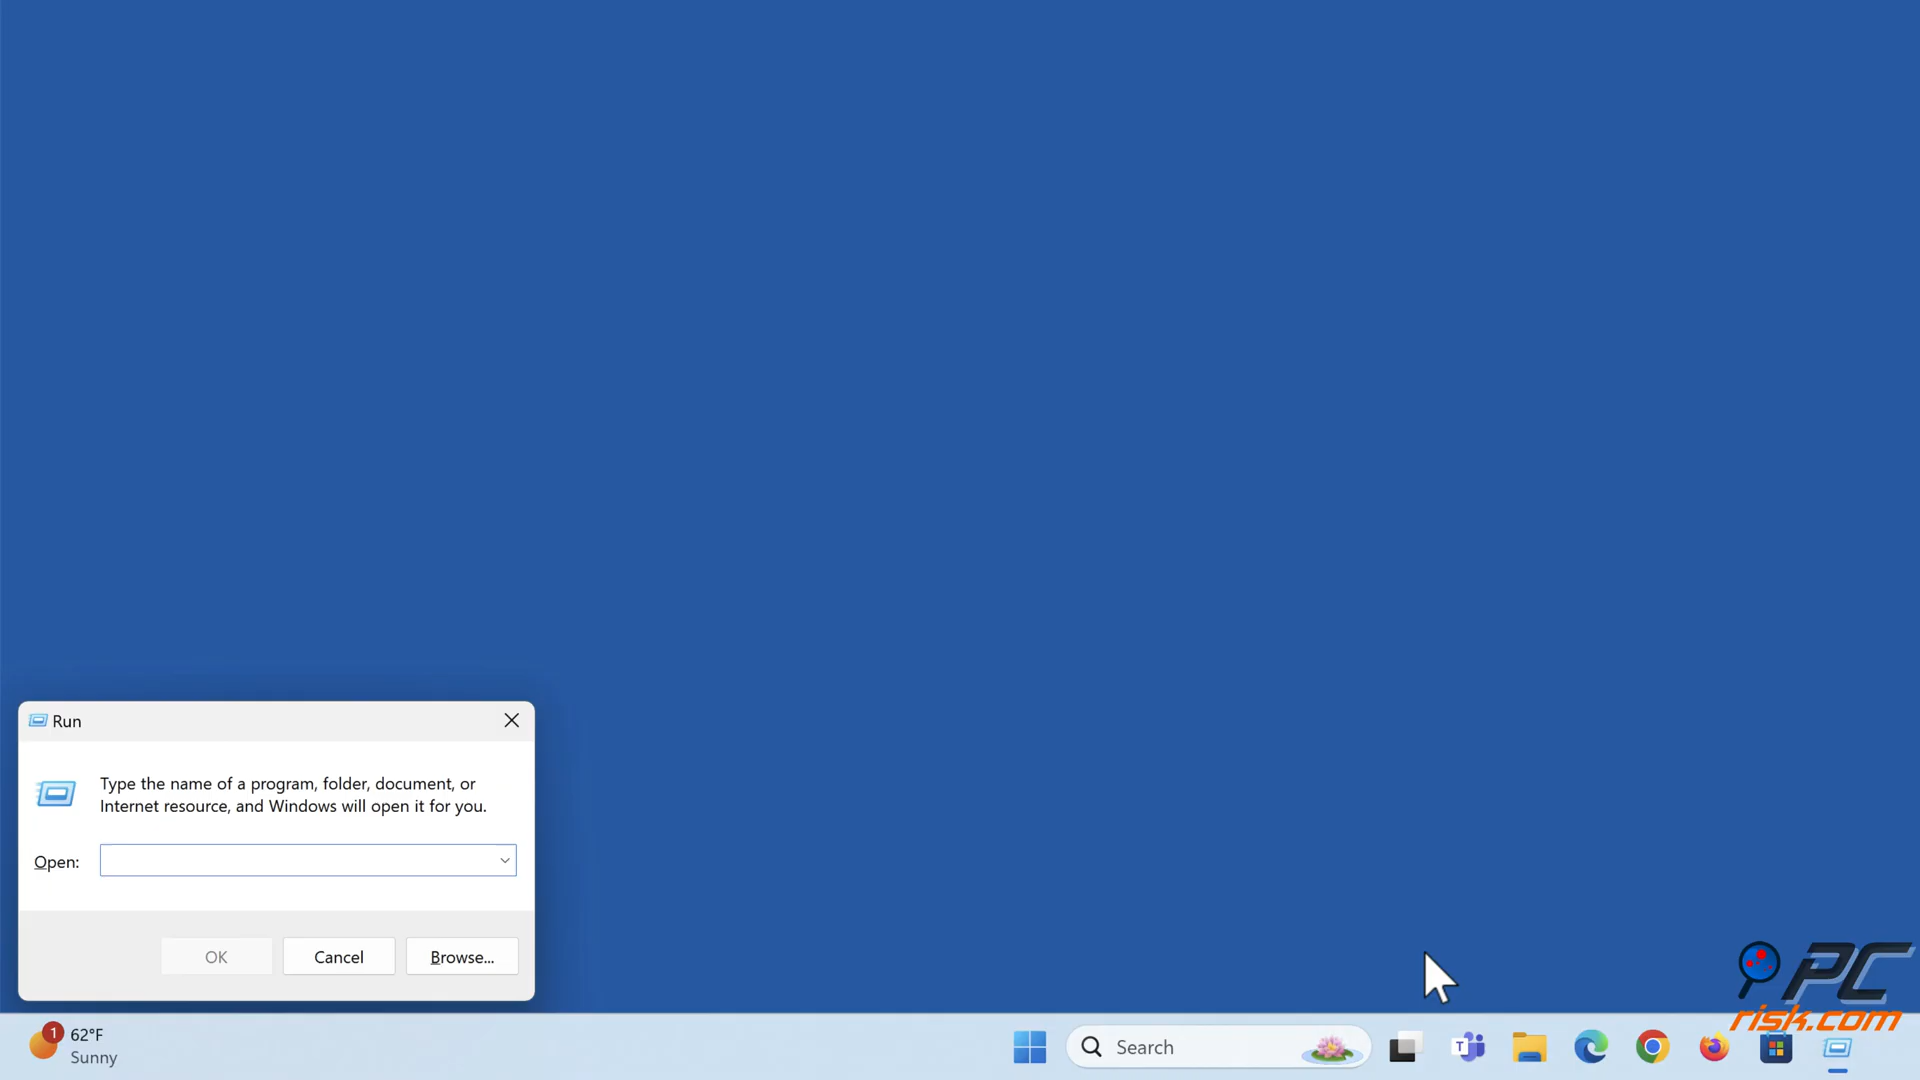 Run
Type the name of a program, folder, document, or
Internet resource, and Windows will open it for you.
Open:
OK
Cancel
Browse...
PC
risk.com
1
62°F
Sunny
Search
T